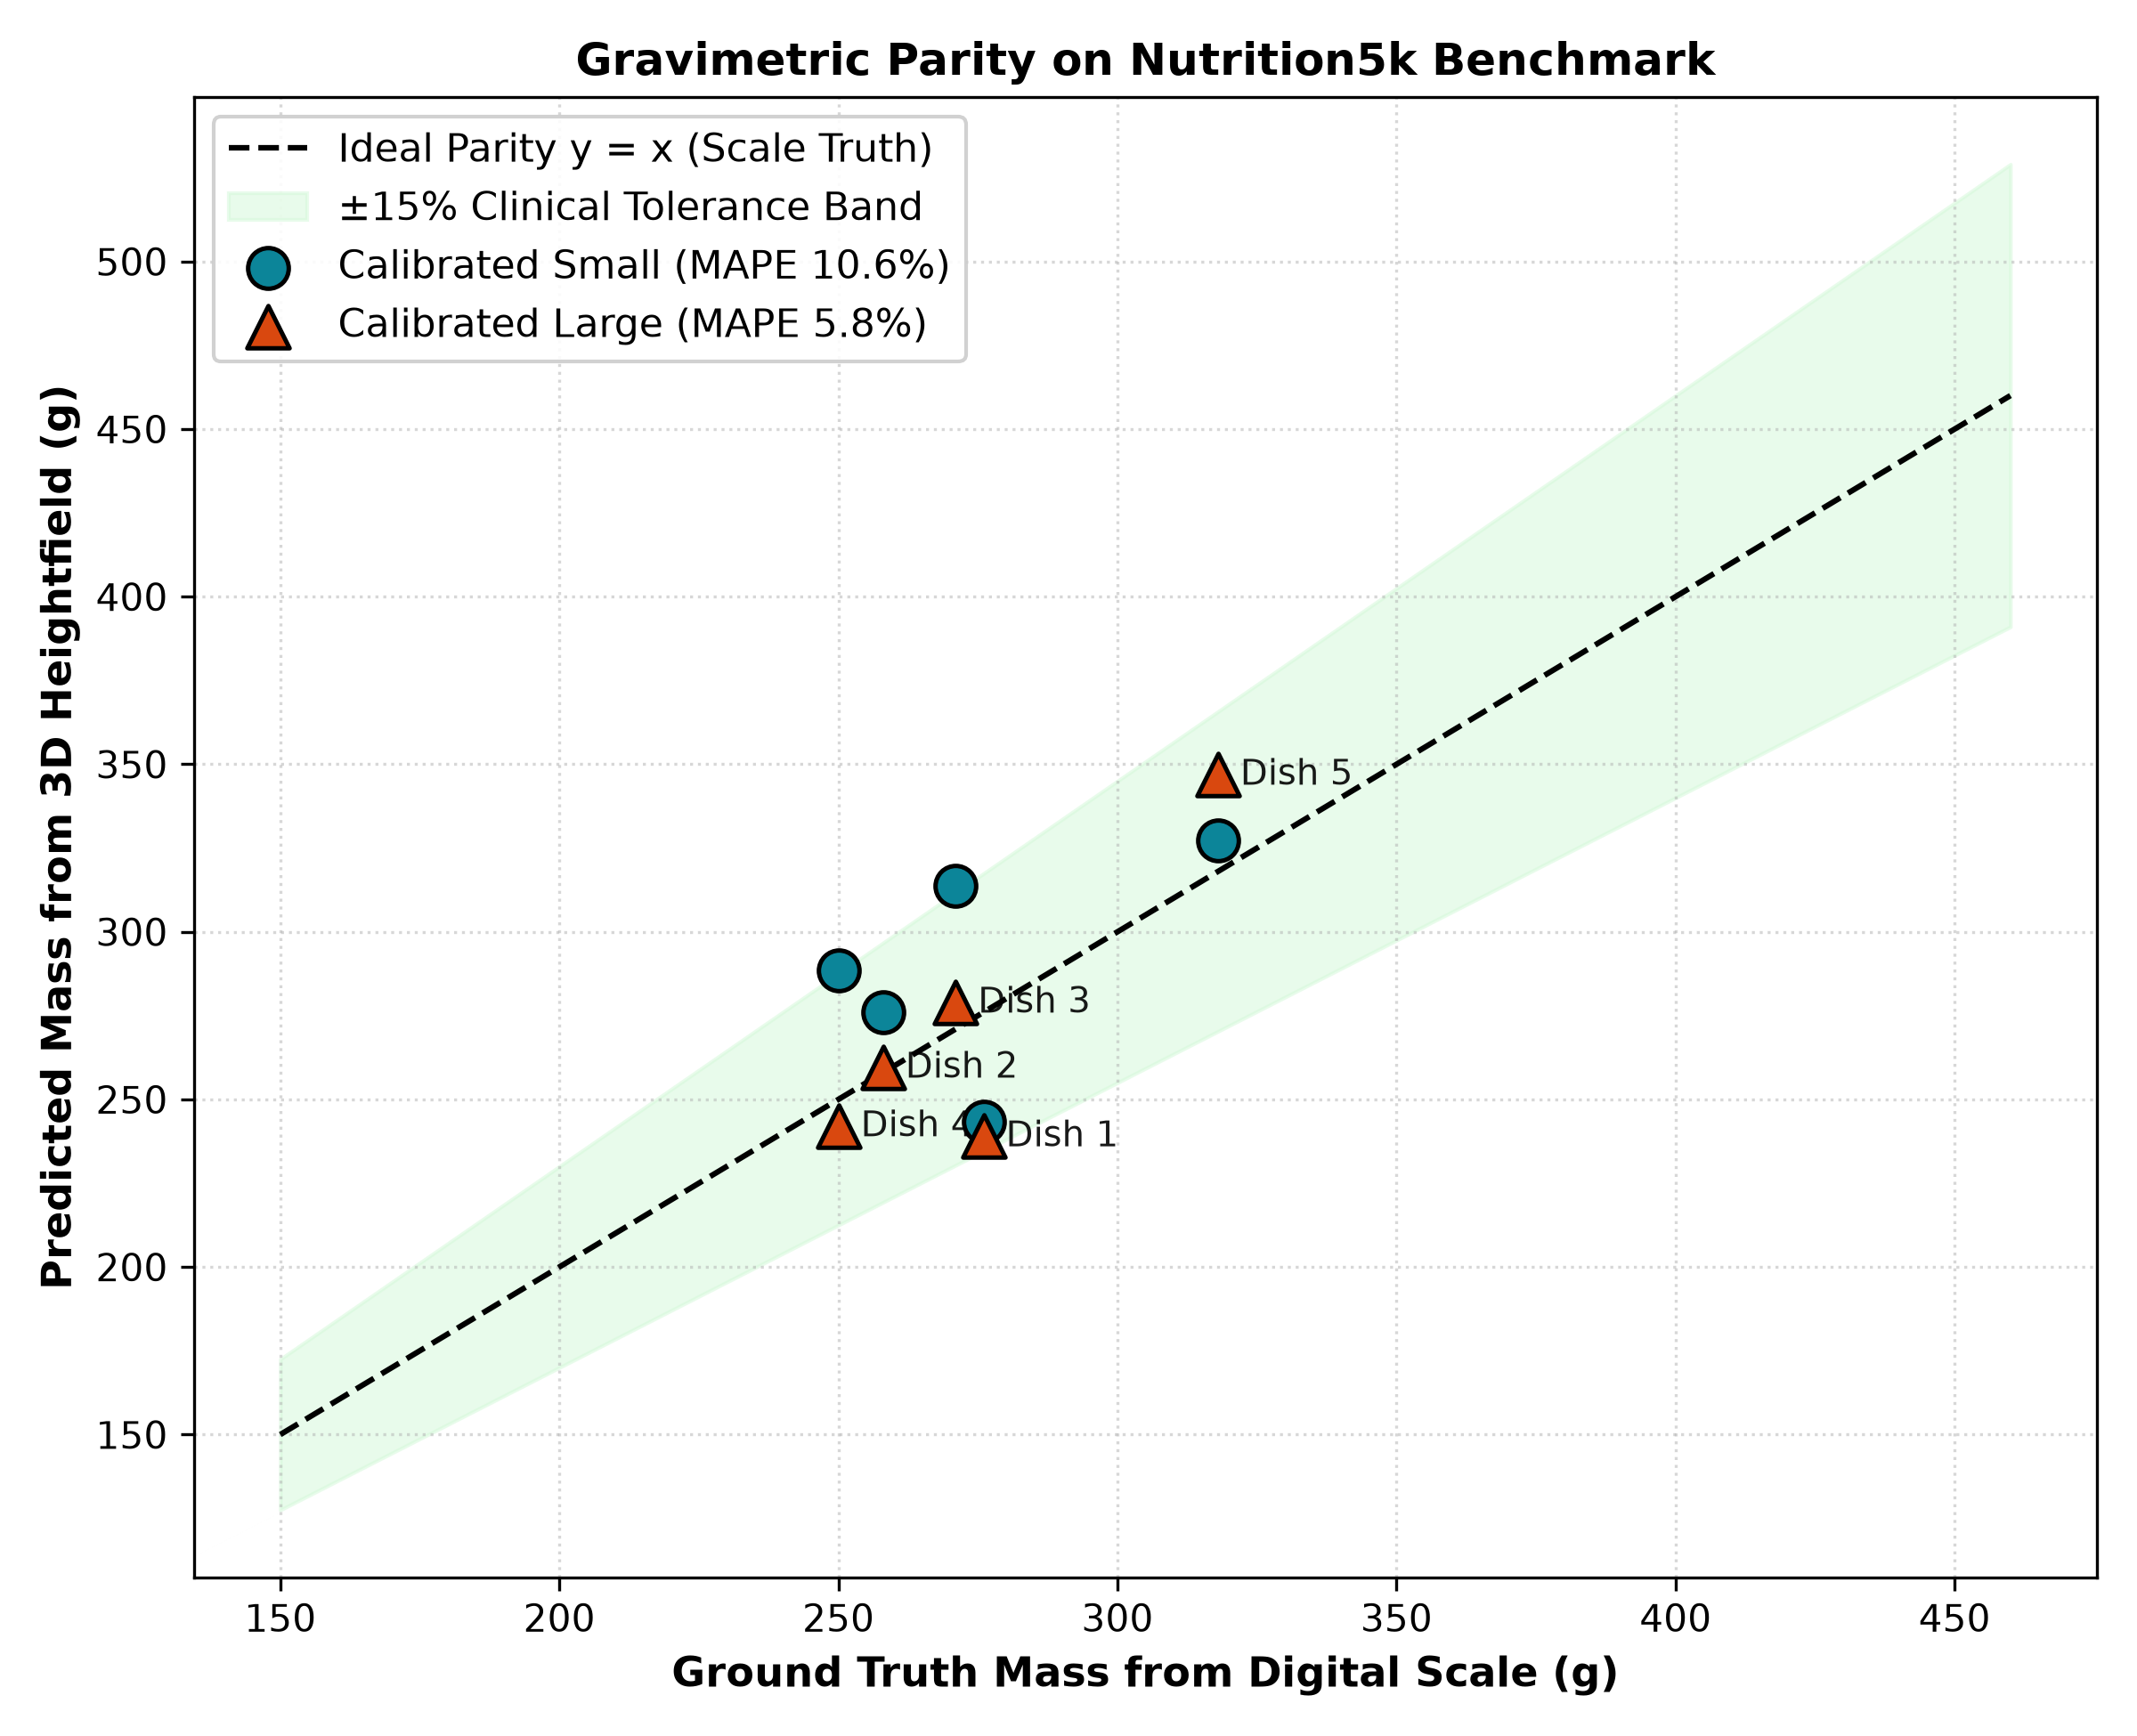 Gravimetric Parity on Nutrition5k Benchmark
Ideal Parity y = x (Scale Truth)
±15% Clinical Tolerance Band
Calibrated Small (MAPE 10.6%)
Calibrated Large (MAPE 5.8%)
Predicted Mass from 3D Heightfield (g)
500
450
400
350
300
250
200
150
Dish 5
Dish 3
Dish 2
Dish 4
Dish 1
150
200
250
300
350
400
450
Ground Truth Mass from Digital Scale (g)